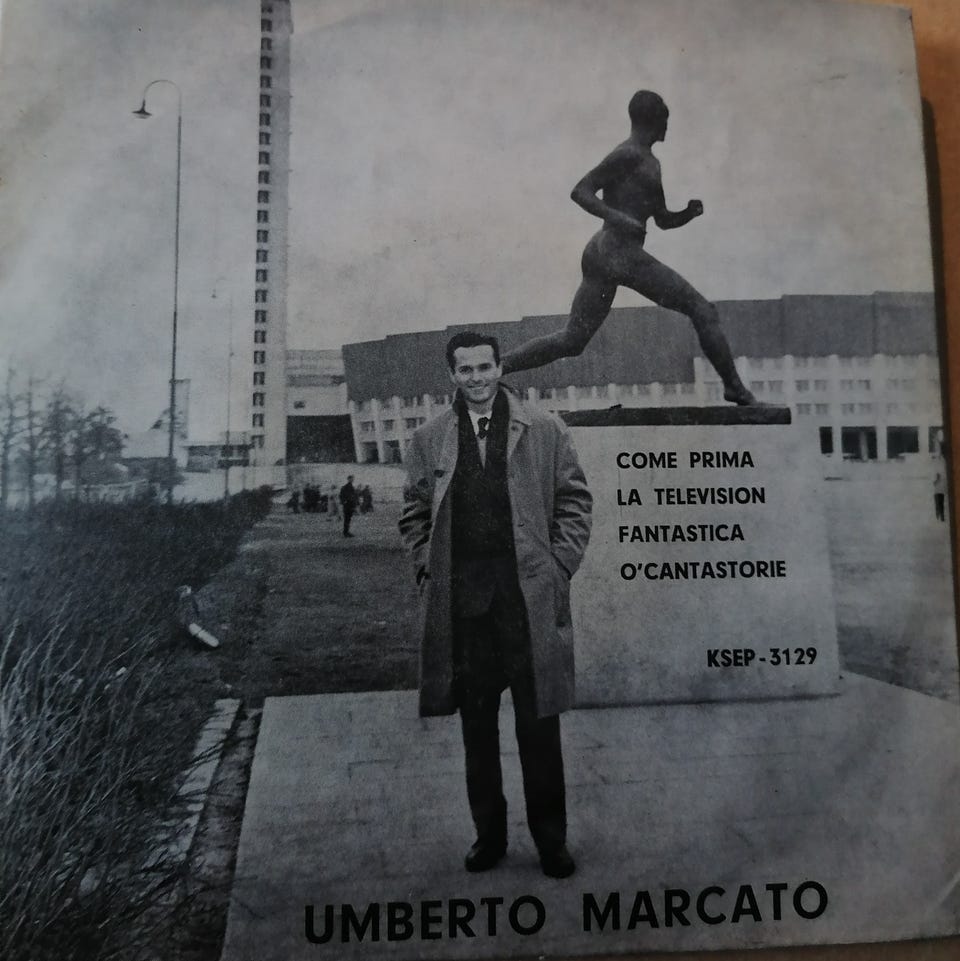 COME PRIMA
LA TELEVISION
FANTASTICA
O'CANTASTORIE
KSEP-3129
UMBERTO MARCATO